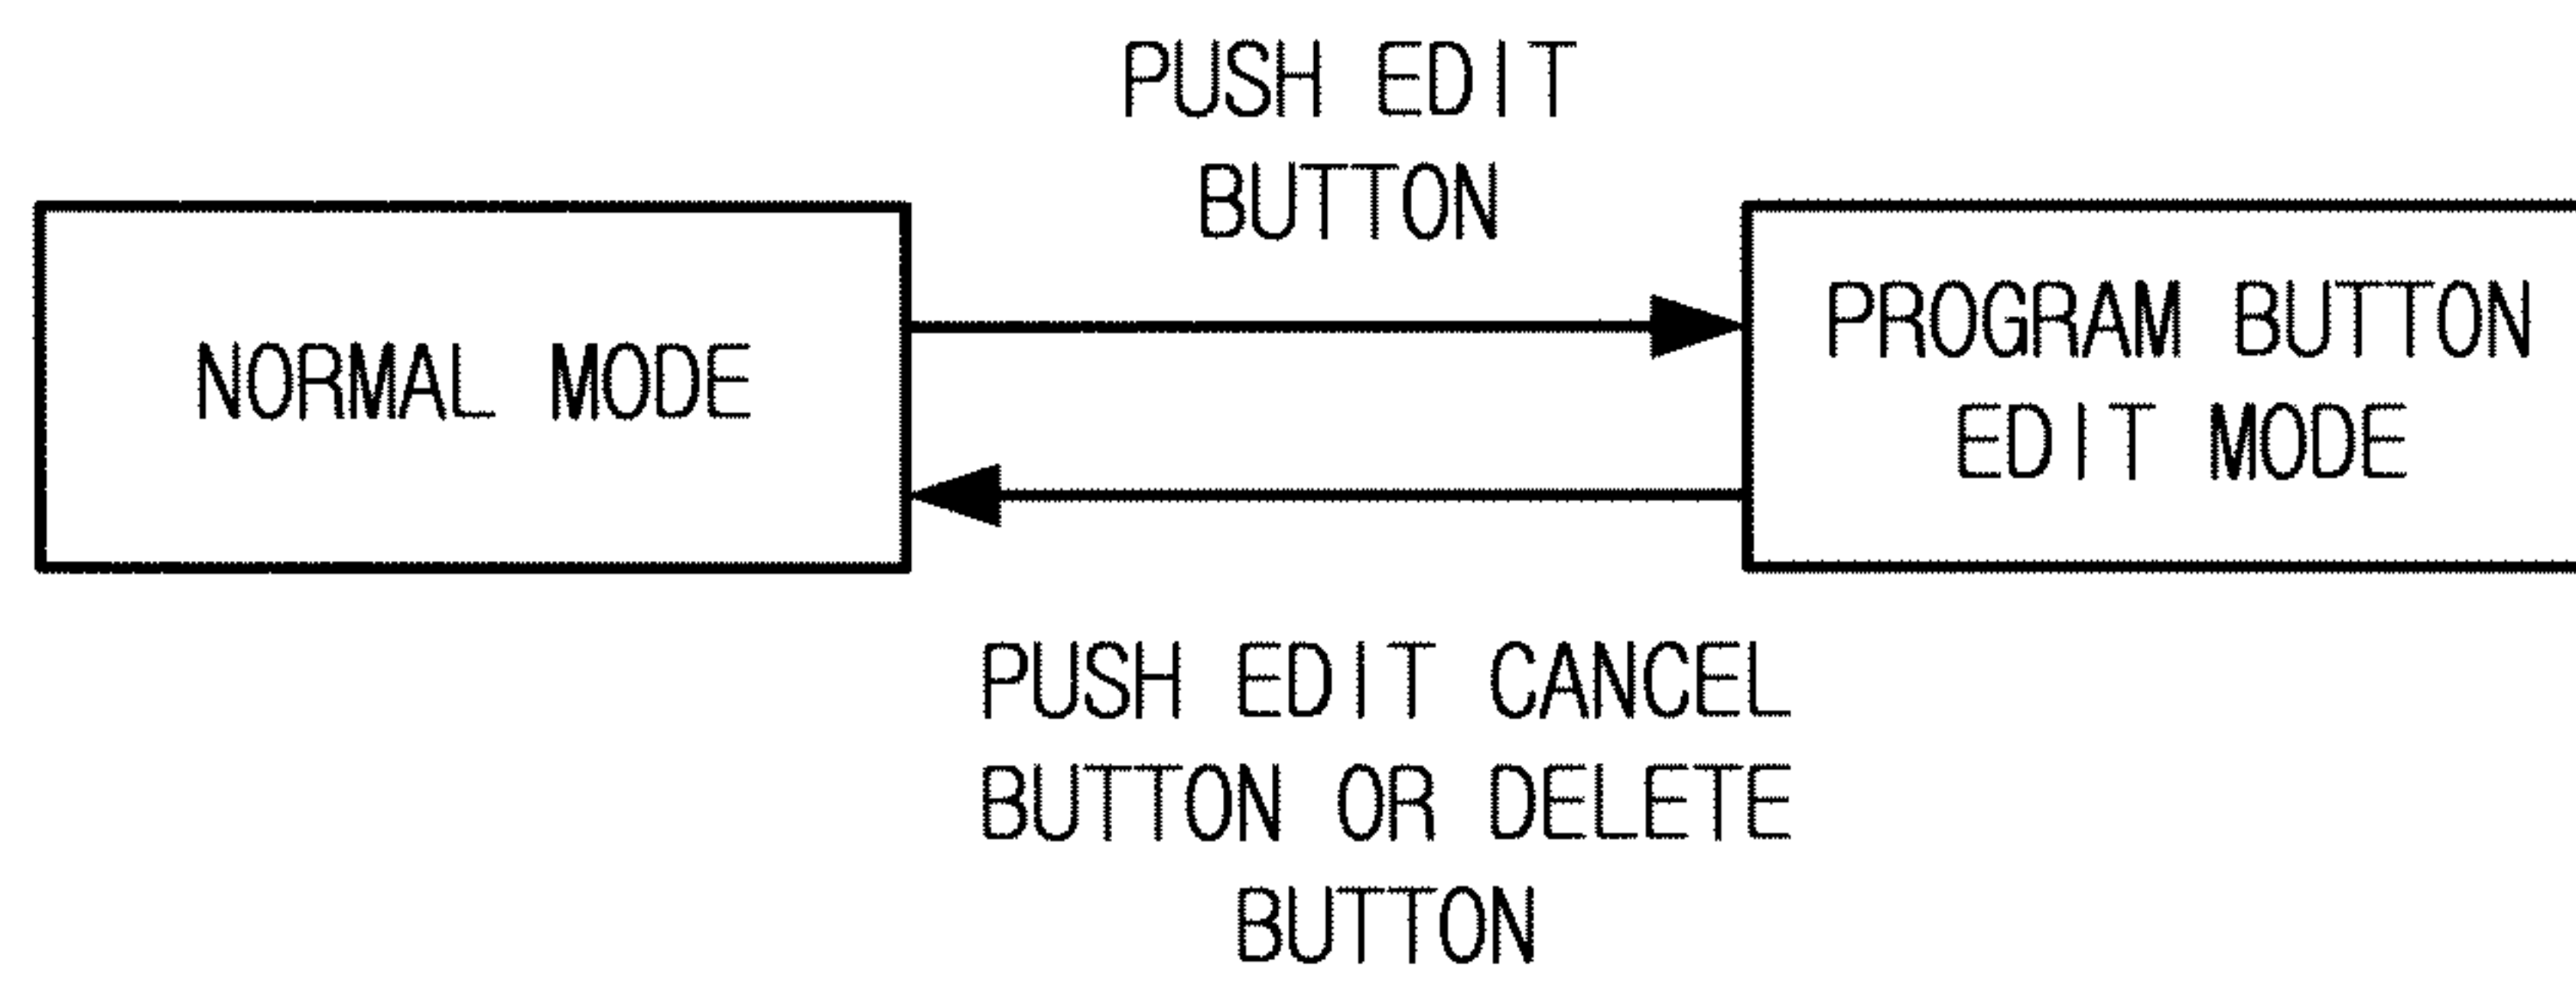 PUSH EDIT
BUTTON
NORMAL MODE
PROGRAM BUTTON
EDIT MODE
PUSH EDIT CANCEL
BUTTON OR DELETE
BUTTON